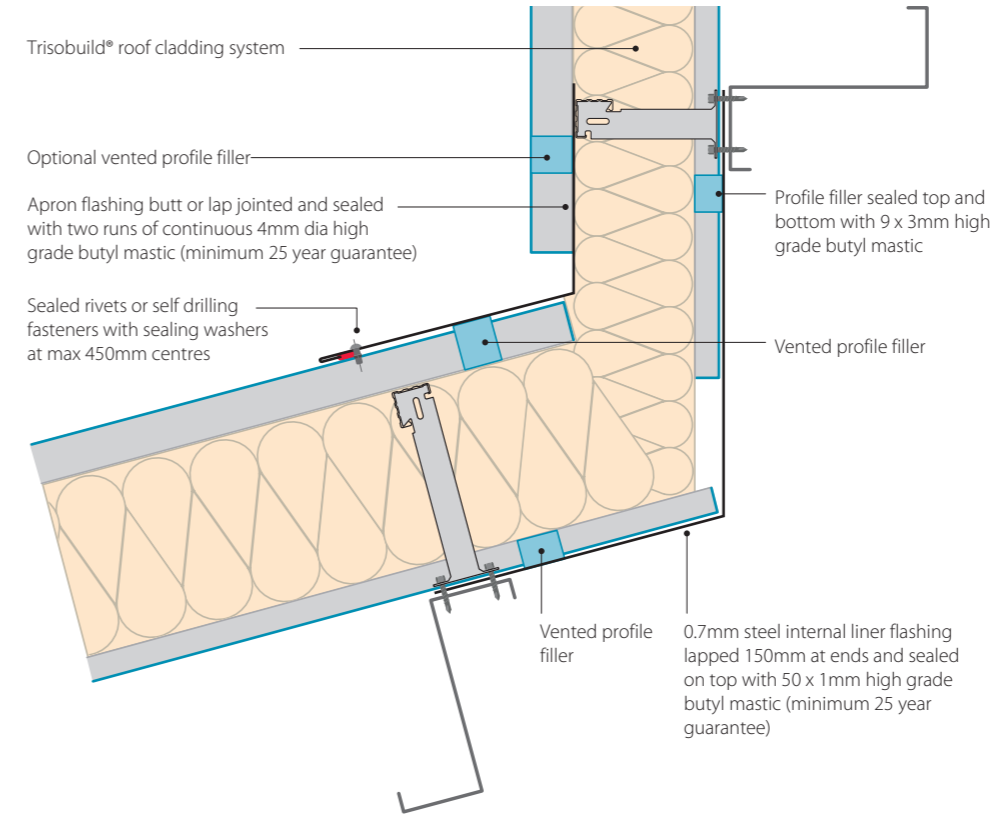 Trisobuild® roof cladding system
Optional vented profile filler
Apron flashing butt or lap jointed and sealed
with two runs of continuous 4mm dia high
grade butyl mastic (minimum 25 year guarantee)
Sealed rivets or self drilling
fasteners with sealing washers
at max 450mm centres
Profile filler sealed top and
bottom with 9 x 3mm high
grade butyl mastic
Vented profile filler
Vented profile
filler
0.7mm steel internal liner flashing
lapped 150mm at ends and sealed
on top with 50 x 1mm high grade
butyl mastic (minimum 25 year
guarantee)